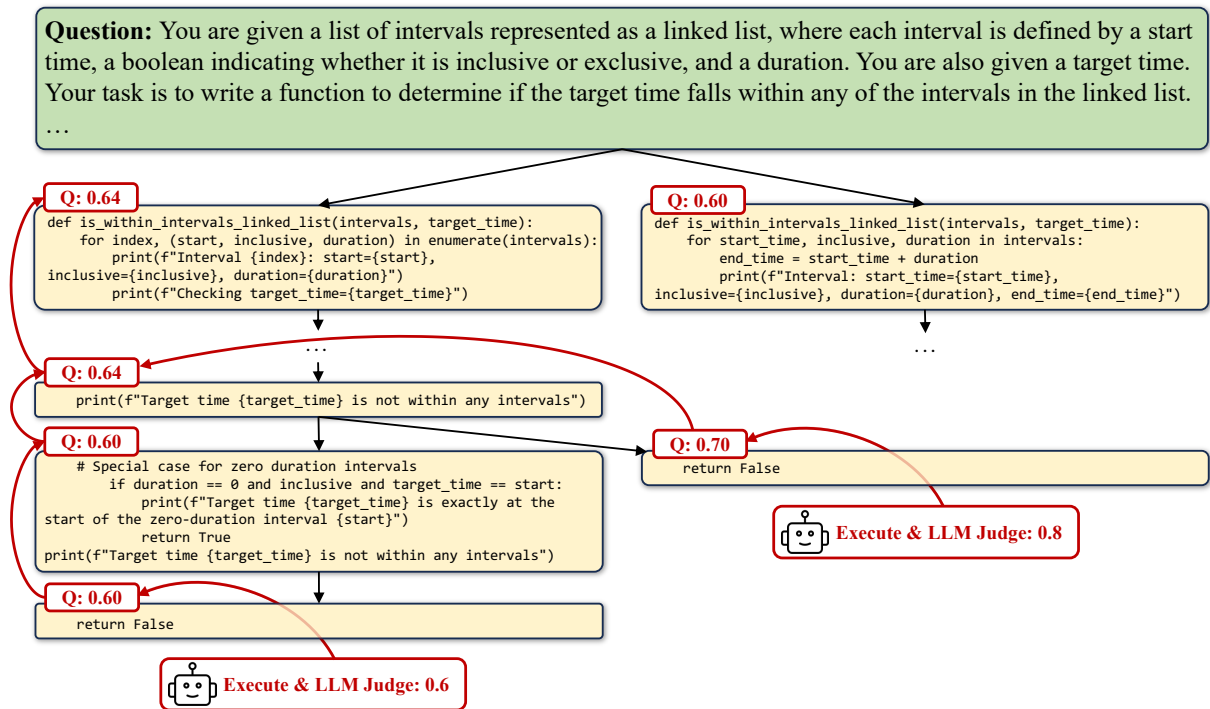 Question: You are given a list of intervals represented as a linked list, where each interval is defined by a start
time, a boolean indicating whether it is inclusive or exclusive, and a duration. You are also given a target time.
Your task is to write a function to determine if the target time falls within any of the intervals in the linked list.
…
Q: 0.64
def is_within_intervals_linked_list(intervals, target_time):
    for index, (start, inclusive, duration) in enumerate(intervals):
        print(f"Interval {index}: start={start},
inclusive={inclusive}, duration={duration}")
        print(f"Checking target_time={target_time}")
Q: 0.60
def is_within_intervals_linked_list(intervals, target_time):
    for start_time, inclusive, duration in intervals:
        end_time = start_time + duration
        print(f"Interval: start_time={start_time},
inclusive={inclusive}, duration={duration}, end_time={end_time}")
…
…
Q: 0.64
    print(f"Target time {target_time} is not within any intervals")
Q: 0.60
    # Special case for zero duration intervals
        if duration == 0 and inclusive and target_time == start:
            print(f"Target time {target_time} is exactly at the
start of the zero-duration interval {start}")
            return True
print(f"Target time {target_time} is not within any intervals")
Q: 0.70
    return False
Execute & LLM Judge: 0.8
Q: 0.60
    return False
Execute & LLM Judge: 0.6